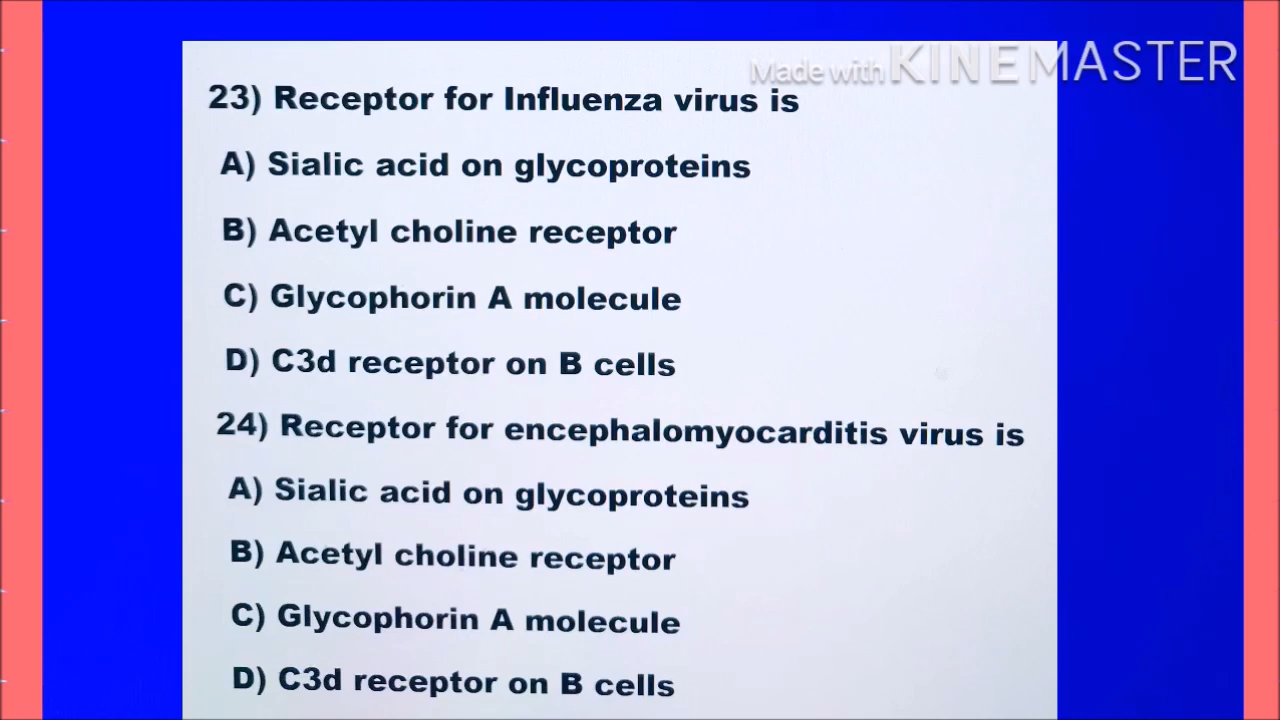 Made with KINEMASTER
23) Receptor for Influenza virus is
A) Sialic acid on glycoproteins
B) Acetyl choline receptor
C) Glycophorin A molecule
D) C3d receptor on B cells
24) Receptor for encephalomyocarditis virus is
A) Sialic acid on glycoproteins
B) Acetyl choline receptor
C) Glycophorin A molecule
D) C3d receptor on B cells